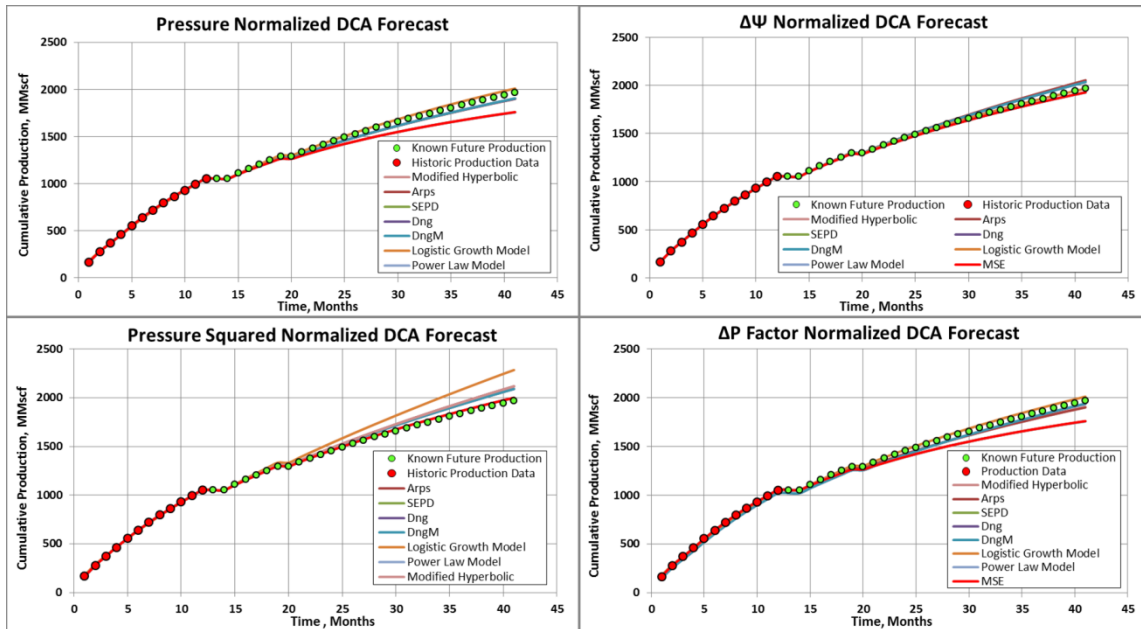 Pressure Normalized DCA Forecast
Cumulative Production, MMscf
2500
2000
1500
1000
500
0
Known Future Production
Historic Production Data
Modified Hyperbolic
Arps
SEPD
Dng
DngM
Logistic Growth Model
Power Law Model
0 5 10 15 20 25 30 35 40 45
Time, Months
ΔΨ Normalized DCA Forecast
Cumulative Production, MMscf
2500
2000
1500
1000
500
0
Known Future Production Historic Production Data
Modified Hyperbolic Arps
SEPD Dng
DngM Logistic Growth Model
Power Law Model MSE
0 5 10 15 20 25 30 35 40 45
Time, Months
Pressure Squared Normalized DCA Forecast
Cumulative Production, MMscf
2500
2000
1500
1000
500
0
Known Future Production
Historic Production Data
Arps
SEPD
Dng
DngM
Logistic Growth Model
Power Law Model
Modified Hyperbolic
0 5 10 15 20 25 30 35 40 45
Time , Months
ΔP Factor Normalized DCA Forecast
Cumulative Production, MMscf
2500
2000
1500
1000
500
0
Known Future Production
Production Data
Modified Hyperbolic
Arps
SEPD
Dng
DngM
Logistic Growth Model
Power Law Model
MSE
0 5 10 15 20 25 30 35 40 45
Time, Months